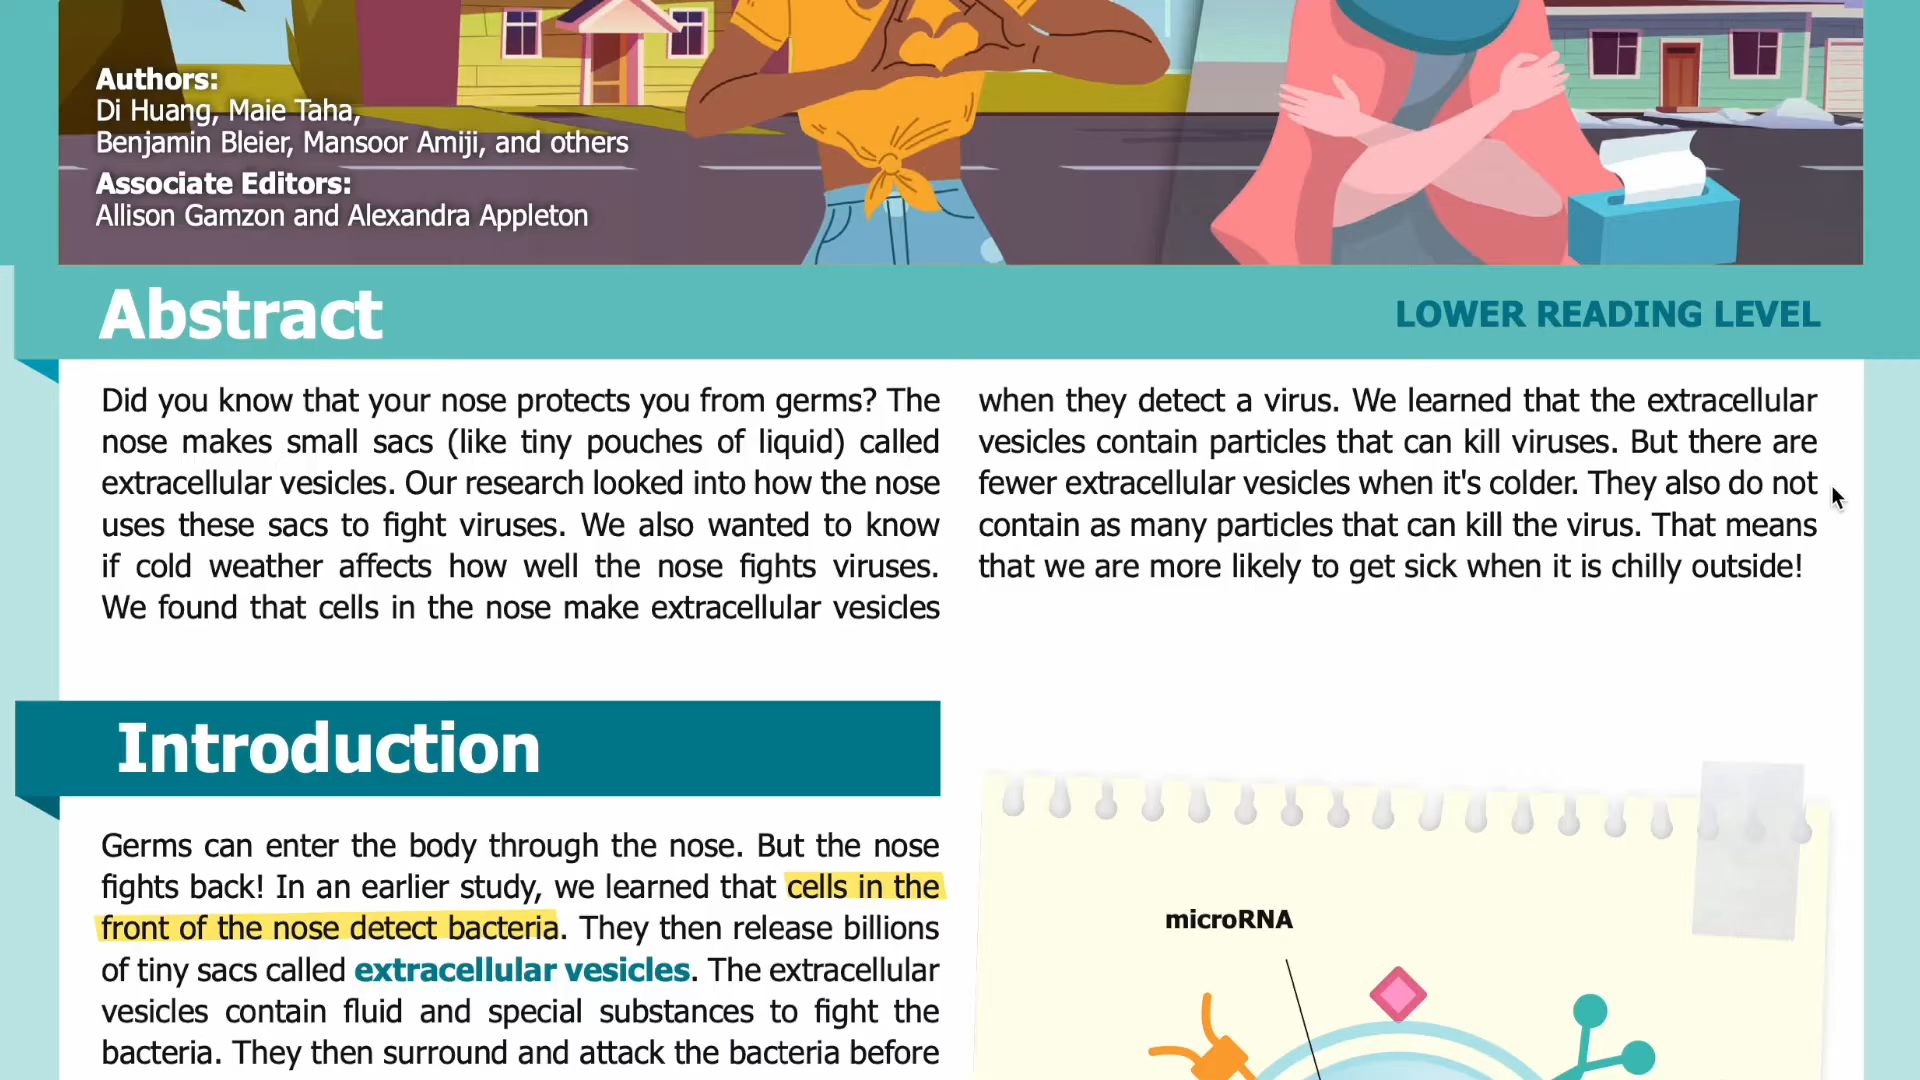 Authors:
Di Huang, Maie Taha,
Benjamin Bleier, Mansoor Amiji, and others
Associate Editors:
Allison Gamzon and Alexandra Appleton
Abstract
LOWER READING LEVEL
Did you know that your nose protects you from germs? The
nose makes small sacs (like tiny pouches of liquid) called
extracellular vesicles. Our research looked into how the nose
uses these sacs to fight viruses. We also wanted to know
if cold weather affects how well the nose fights viruses.
We found that cells in the nose make extracellular vesicles
when they detect a virus. We learned that the extracellular
vesicles contain particles that can kill viruses. But there are
fewer extracellular vesicles when it's colder. They also do not
contain as many particles that can kill the virus. That means
that we are more likely to get sick when it is chilly outside!
Introduction
Germs can enter the body through the nose. But the nose
fights back! In an earlier study, we learned that cells in the
front of the nose detect bacteria. They then release billions
of tiny sacs called extracellular vesicles. The extracellular
vesicles contain fluid and special substances to fight the
bacteria. They then surround and attack the bacteria before
microRNA